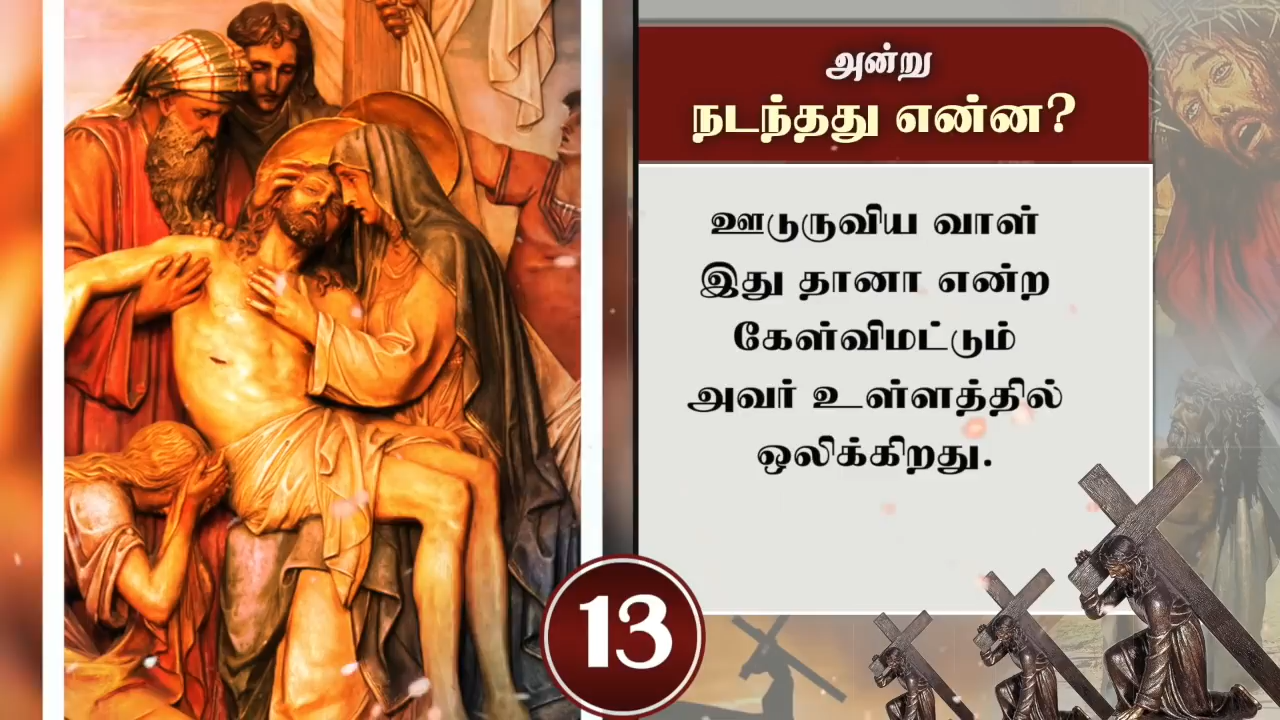 அன்று
நடந்தது என்ன?
ஊடுருவிய வாள்
இது தானா என்ற
கேள்விமட்டும்
அவர் உள்ளத்தில்
ஒலிக்கிறது.
13